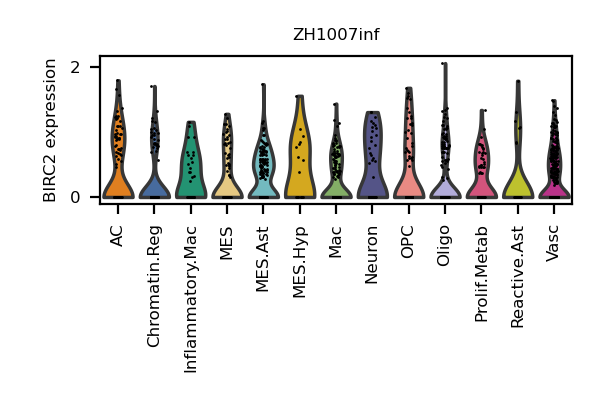 ZH1007inf
BIRC2 expression
2
0
AC
Chromatin.Reg
Inflammatory.Mac
MES
MES.Ast
MES.Hyp
Mac
Neuron
OPC
Oligo
Prolif.Metab
Reactive.Ast
Vasc